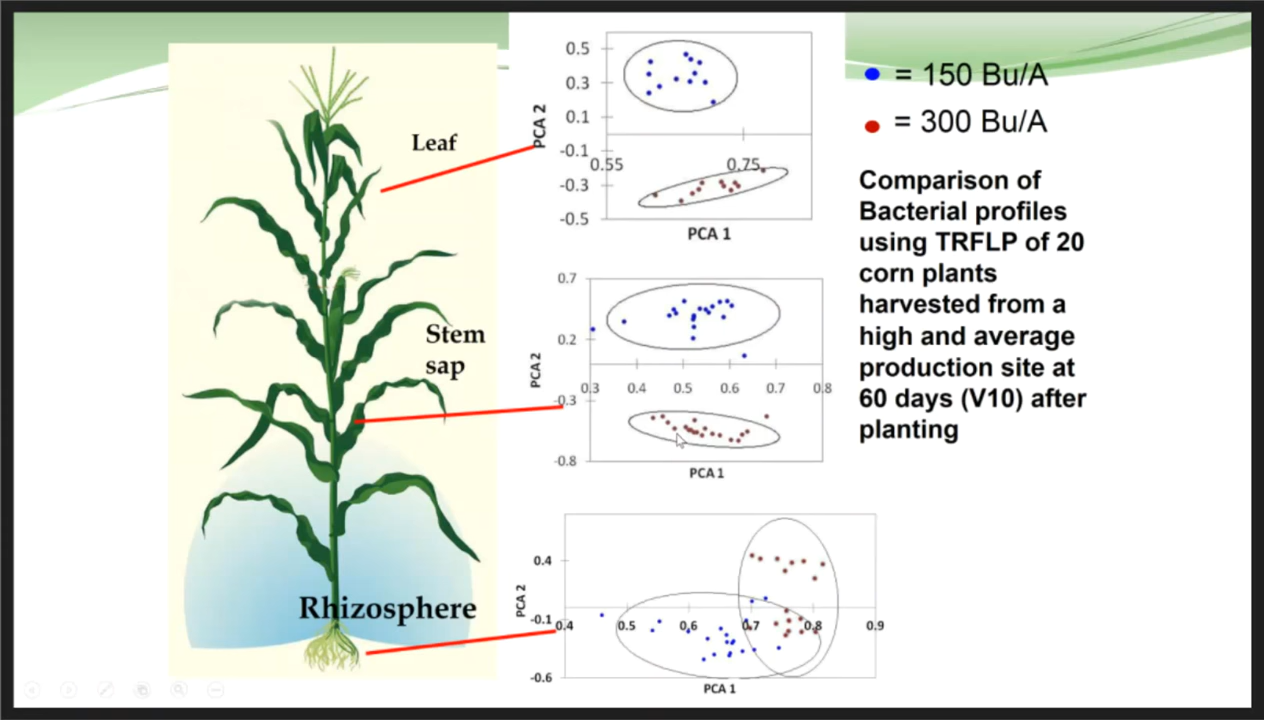 Leaf
Stem
sap
Rhizosphere
0.5
0.3
0.1
-0.1
-0.3
-0.5
0.55
0.75
PCA 2
PCA 1
0.7
0.2
-0.3
-0.8
0.3
0.4
0.5
0.6
0.7
0.8
PCA 2
PCA 1
0.4
-0.1
-0.6
0.4
0.5
0.6
0.7
0.8
0.9
PCA 2
PCA 1
= 150 Bu/A
= 300 Bu/A
Comparison of
Bacterial profiles
using TRFLP of 20
corn plants
harvested from a
high and average
production site at
60 days (V10) after
planting